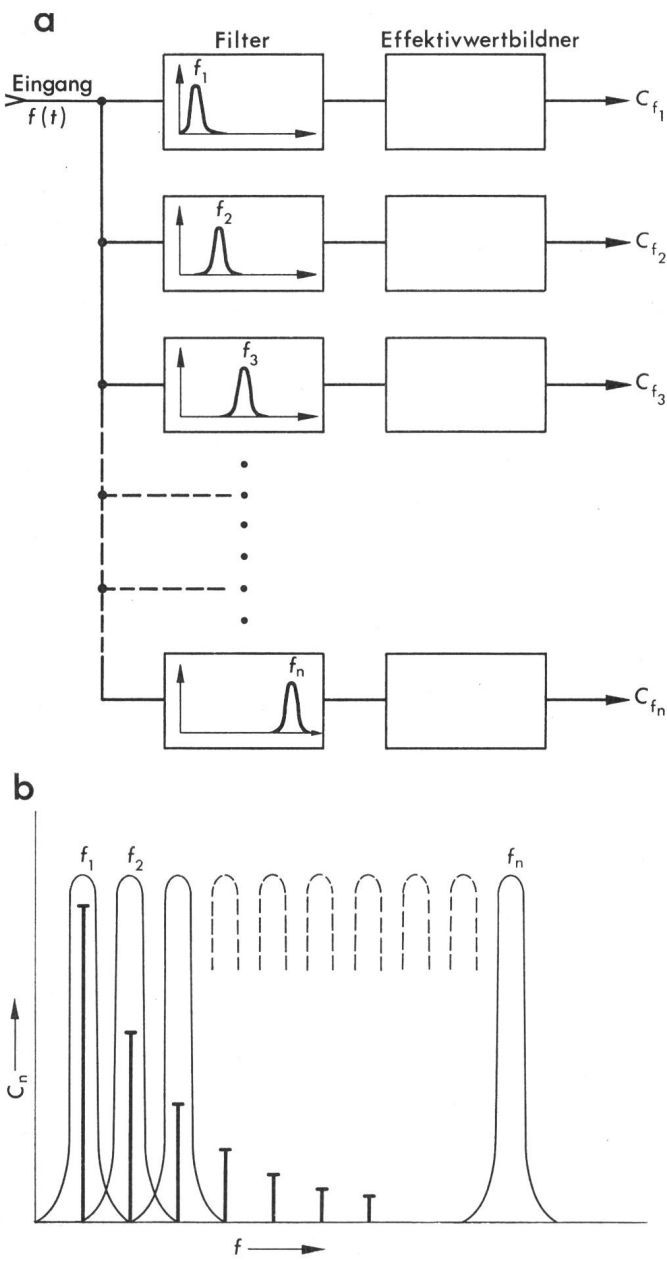 a
Filter Effektivwertbildner
Eingang
f(t)
f1
Cf1
f2
Cf2
f3
Cf3
fn
Cfn
b
f1 f2 fn
Cn
f